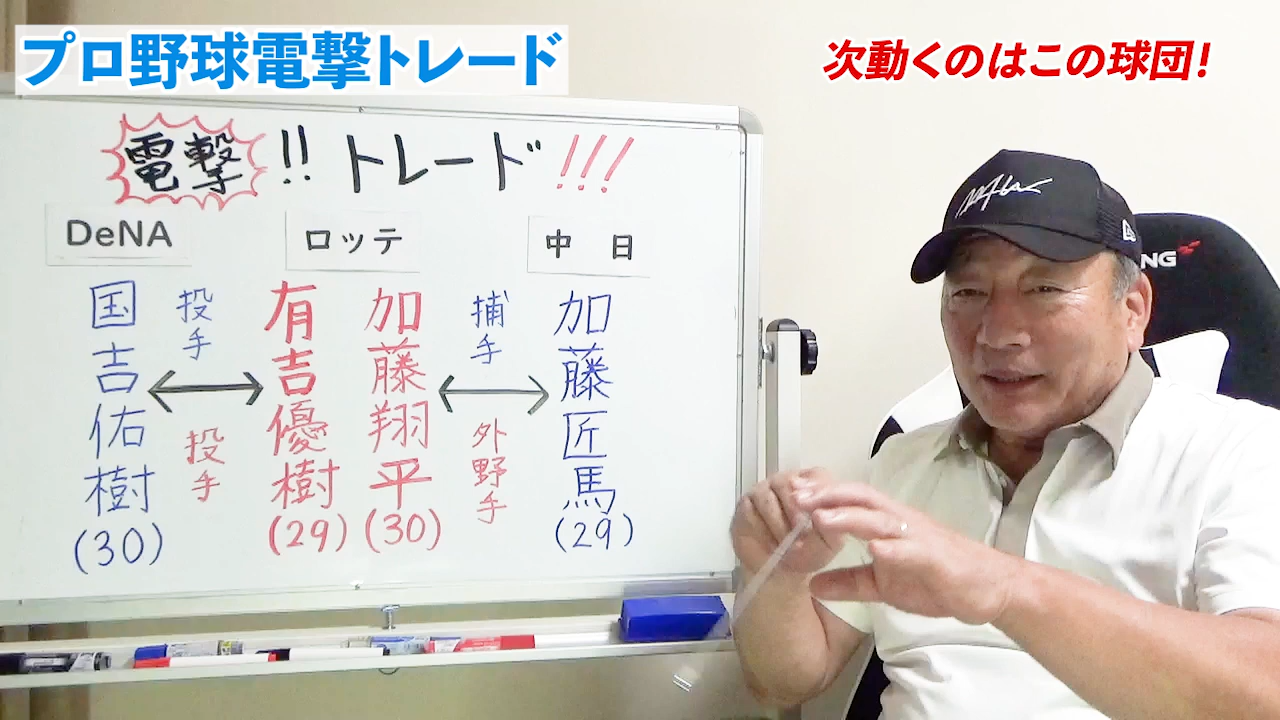 プロ野球電撃トレード
次動くのはこの球団!
電撃!! トレード!!!
DeNA
ロッテ
中 日
国吉佑樹
(30)
投手
投手
有吉優樹
(29)
加藤翔平
(30)
捕手
外野手
加藤匠馬
(29)
NG